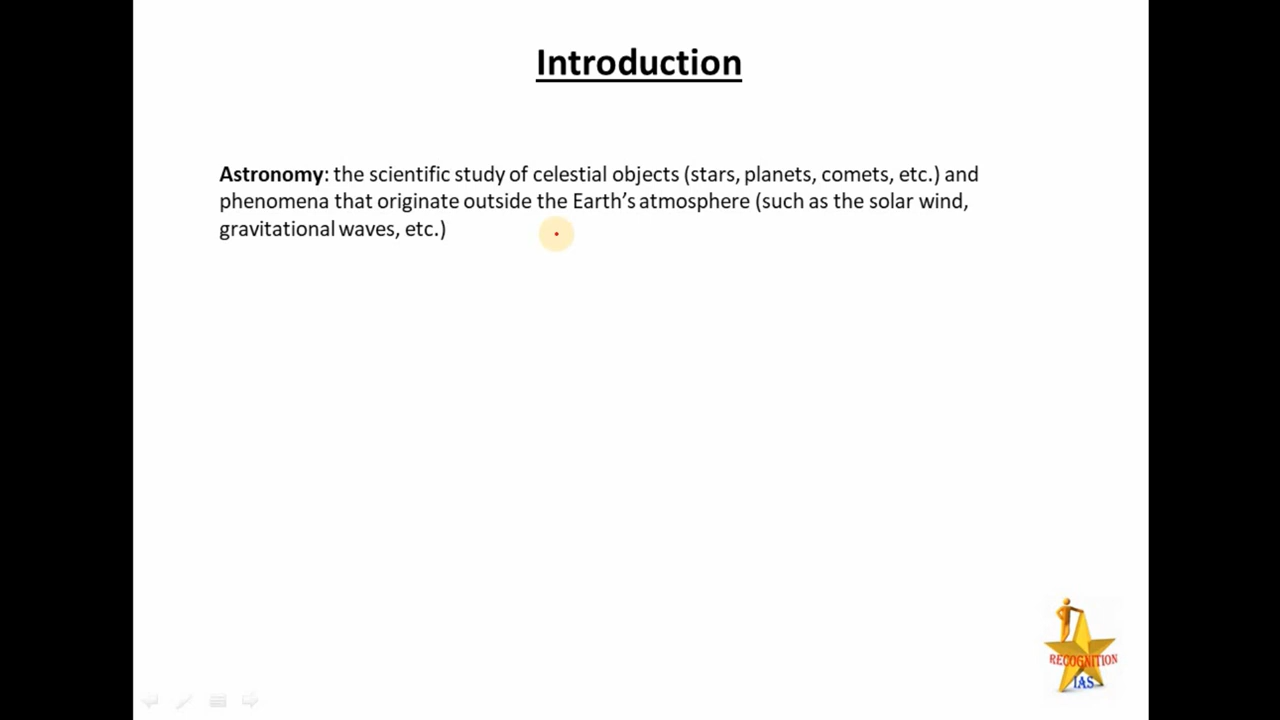 Introduction
Astronomy: the scientific study of celestial objects (stars, planets, comets, etc.) and
phenomena that originate outside the Earth’s atmosphere (such as the solar wind,
gravitational waves, etc.)
RECOGNITION
IAS